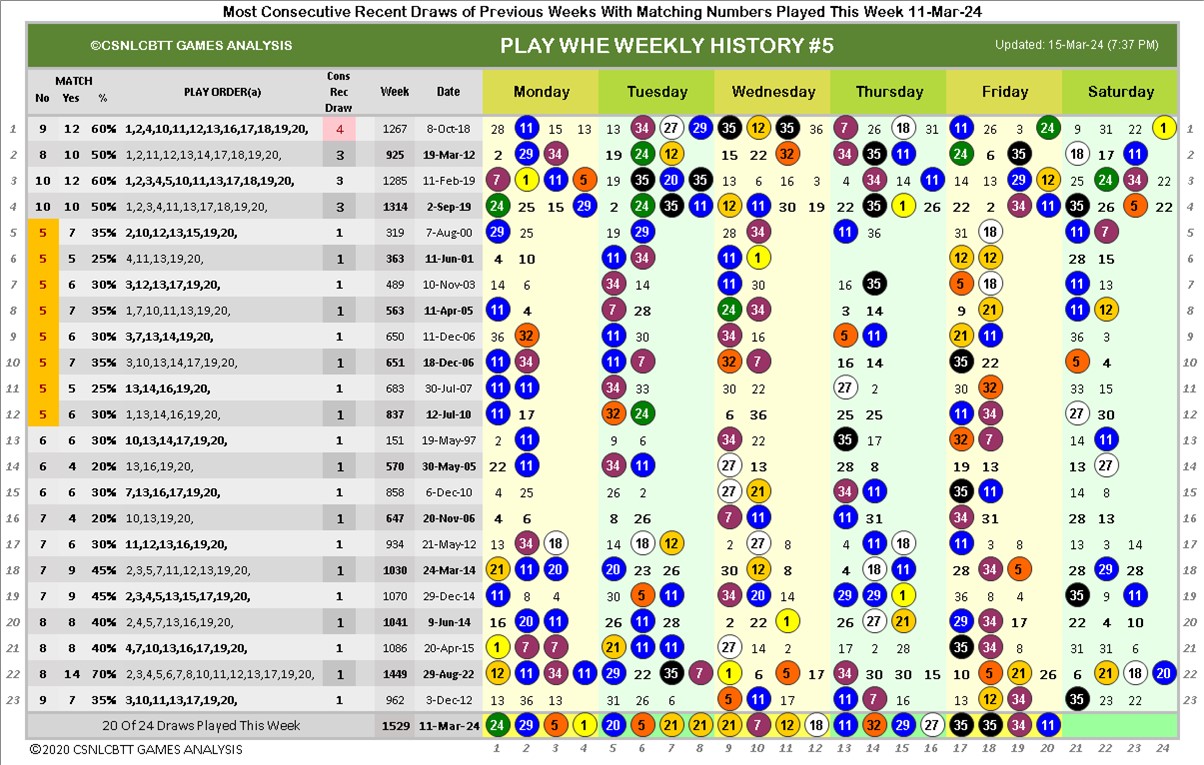 Most Consecutive Recent Draws of Previous Weeks With Matching Numbers Played This Week 11-Mar-24
©CSNLCBTT GAMES ANALYSIS PLAY WHE WEEKLY HISTORY #5 Updated: 15-Mar-24 (7:37 PM)
No MATCH Yes % PLAY ORDER(a) Cons Rec Draw Week Date Monday Tuesday Wednesday Thursday Friday Saturday
1 9 12 60% 1,2,4,10,11,12,13,16,17,18,19,20, 4 1267 8-Oct-18 28 11 15 13 13 34 27 29 35 12 11 36 7 26 18 31 11 26 3 24 9 31 22 1
2 8 10 50% 1,2,11,12,13,14,17,18,19,20, 3 925 19-Mar-12 2 29 34 19 24 12 15 22 32 34 35 11 24 6 35 18 17 11 2
3 10 12 60% 1,2,3,4,5,10,11,13,17,18,19,20, 3 1285 11-Feb-19 7 1 11 5 19 35 20 35 13 6 16 3 4 34 14 11 14 13 29 12 25 24 34 22 3
4 10 10 50% 1,2,3,4,11,13,17,18,19,20, 3 1314 2-Sep-19 24 25 15 29 2 24 35 11 12 11 30 19 22 35 1 26 22 2 34 11 35 26 5 22 4
5 5 7 35% 2,10,12,13,15,19,20, 1 319 7-Aug-00 29 25 19 29 28 34 11 36 31 18 11 7 5
6 5 5 25% 4,11,13,19,20, 1 363 11-Jun-01 4 10 11 34 11 1 12 12 28 15 6
7 5 6 30% 3,12,13,17,19,20, 1 489 10-Nov-03 14 6 34 14 11 30 16 35 5 18 11 13 7
8 5 7 35% 1,7,10,11,13,19,20, 1 563 11-Apr-05 11 4 7 28 24 34 3 14 9 21 11 12 8
9 5 6 30% 3,7,13,14,19,20, 1 650 11-Dec-06 36 32 11 30 34 16 5 11 21 11 36 3 9
10 5 7 35% 3,10,13,14,17,19,20, 1 651 18-Dec-06 11 34 11 7 32 7 16 14 35 22 5 4 10
11 5 5 25% 13,14,16,19,20, 1 683 30-Jul-07 11 11 34 33 30 22 27 2 30 32 33 15 11
12 5 6 30% 1,13,14,16,19,20, 1 837 12-Jul-10 11 17 32 24 6 36 25 25 11 34 27 30 12
13 6 6 30% 10,13,14,17,19,20, 1 151 19-May-97 2 11 9 6 34 22 35 17 32 7 14 11 13
14 6 4 20% 13,16,19,20, 1 570 30-May-05 22 11 34 11 27 13 28 8 19 13 13 27 14
15 6 6 30% 7,13,16,17,19,20, 1 858 6-Dec-10 4 25 26 2 27 21 34 11 35 11 14 8 15
16 7 4 20% 10,13,19,20, 1 647 20-Nov-06 4 6 8 26 7 11 11 31 34 31 28 13 16
17 7 6 30% 11,12,13,16,19,20, 1 934 21-May-12 13 34 18 14 18 12 2 27 8 4 11 18 11 3 8 13 3 14 17
18 7 9 45% 2,3,5,7,11,12,13,19,20, 1 1030 24-Mar-14 21 11 20 20 23 26 30 12 8 14 18 11 28 34 5 28 29 28 18
19 7 9 45% 2,3,4,5,13,15,17,19,20, 1 1070 29-Dec-14 11 8 4 30 5 11 34 20 14 29 29 1 36 8 4 35 9 11 19
20 8 8 40% 2,4,5,7,13,16,19,20, 1 1041 9-Jun-14 16 20 11 26 11 28 2 22 1 26 27 21 29 34 17 22 4 10 20
21 8 8 40% 4,7,10,13,16,17,19,20, 1 1086 20-Apr-15 1 7 7 21 11 11 27 14 2 17 2 28 35 34 8 31 31 6 21
22 8 14 70% 2,3,4,5,6,7,8,10,11,12,13,17,19,20, 1 1449 29-Aug-22 12 11 34 11 29 22 35 7 1 6 5 17 34 30 30 15 10 5 21 26 6 21 18 20 22
23 9 7 35% 3,10,11,13,17,19,20, 1 962 3-Dec-12 13 36 13 31 26 6 5 11 17 11 7 16 13 12 34 35 23 22 23
20 Of 24 Draws Played This Week 1529 11-Mar-24 24 29 5 1 20 5 21 21 21 7 12 18 11 32 29 27 35 35 34 11
©2020 CSNLCBTT GAMES ANALYSIS 1 2 3 4 5 6 7 8 9 10 11 12 13 14 15 16 17 18 19 20 21 22 23 24